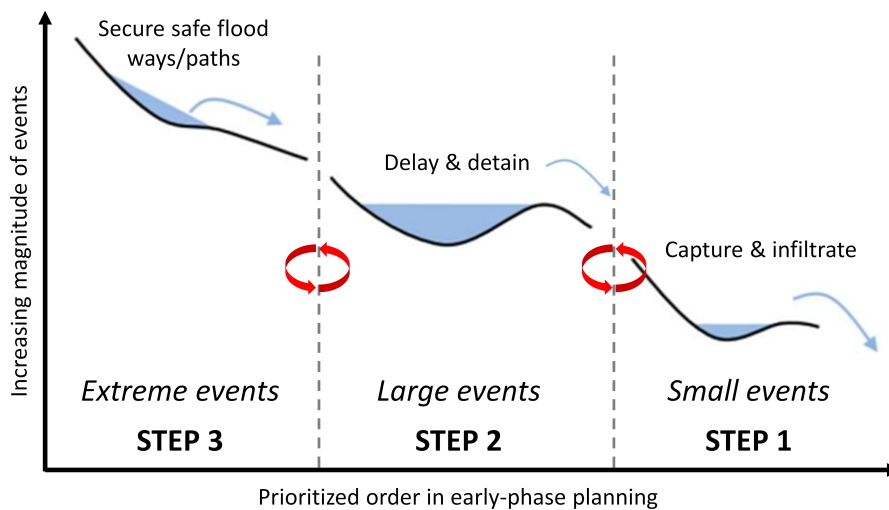 Secure safe flood
ways/paths
Delay & detain
Capture & infiltrate
Increasing magnitude of events
Extreme events
Large events
Small events
STEP 3
STEP 2
STEP 1
Prioritized order in early-phase planning